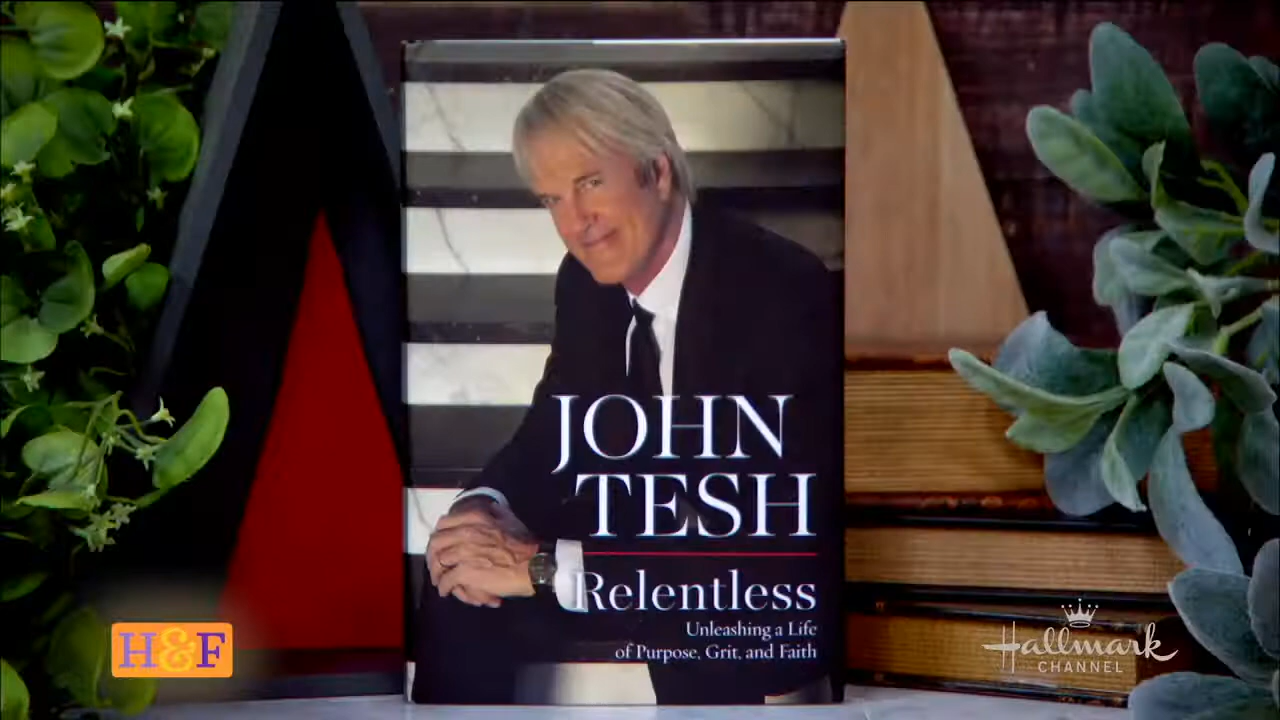 JOHN
TESH
Relentless
Unleashing a Life
of Purpose, Grit, and Faith
H&F
Hallmark
CHANNEL